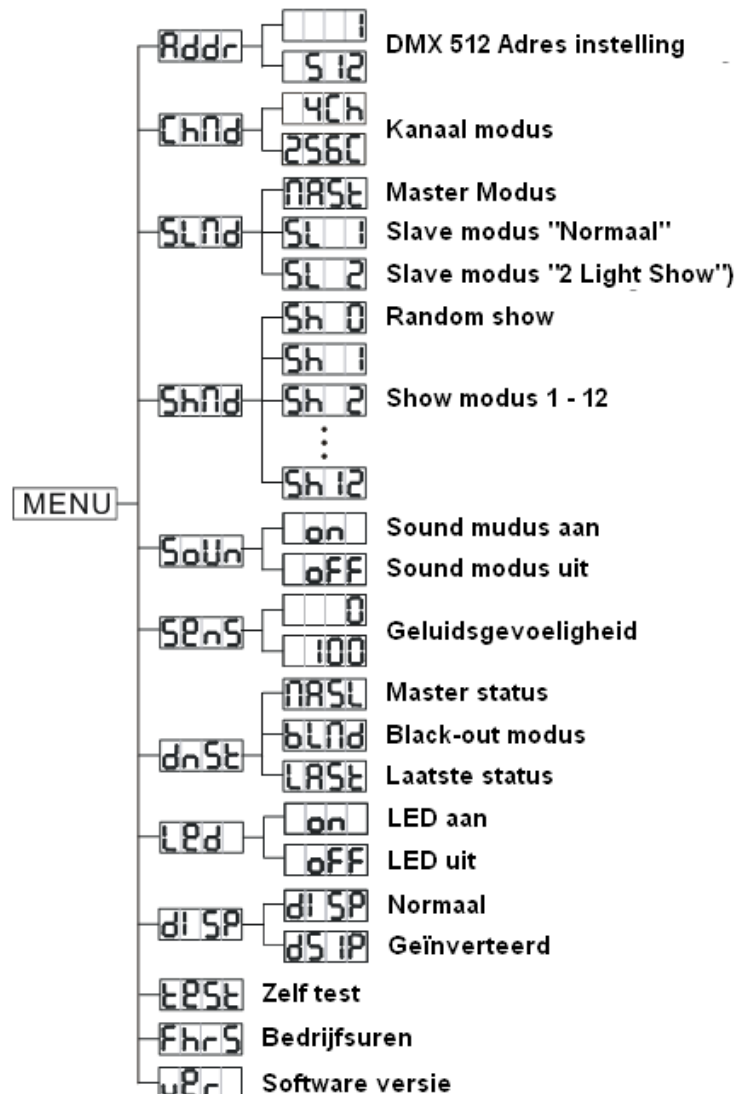 Addr 1 DMX 512 Adres instelling
512
ChMd 4Ch Kanaal modus
256C
SLMd MASt Master Modus
SL 1 Slave modus "Normaal"
SL 2 Slave modus "2 Light Show")
ShMd Sh 0 Random show
Sh 1
Sh 2 Show modus 1 - 12
Sh12
MENU
SoUn on Sound mudus aan
oFF Sound modus uit
SenS 0 Geluidsgevoeligheid
100
dnSt MASL Master status
bLMd Black-out modus
LASt Laatste status
Led on LED aan
oFF LED uit
dISP dISP Normaal
dSIP Geïnverteerd
teSt Zelf test
FhrS Bedrijfsuren
ver Software versie